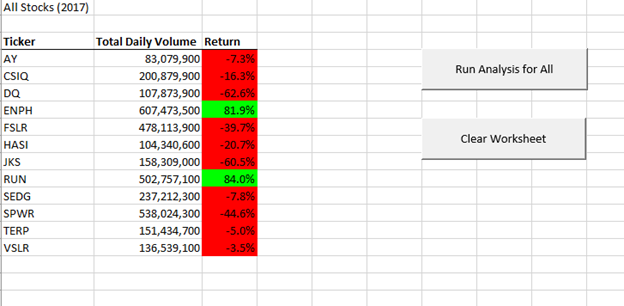 All Stocks (2017)
Ticker Total Daily Volume Return
AY 83,079,900 -7.3%
Run Analysis for All
CSIQ 200,879,900 -16.3%
DQ 107,873,900 -62.6%
ENPH 607,473,500 81.9%
FSLR 478,113,900 -39.7%
Clear Worksheet
HASI 104,340,600 -20.7%
JKS 158,309,000 -60.5%
RUN 502,757,100 84.0%
SEDG 237,212,300 -7.8%
SPWR 538,024,300 -44.6%
TERP 151,434,700 -5.0%
VSLR 136,539,100 -3.5%